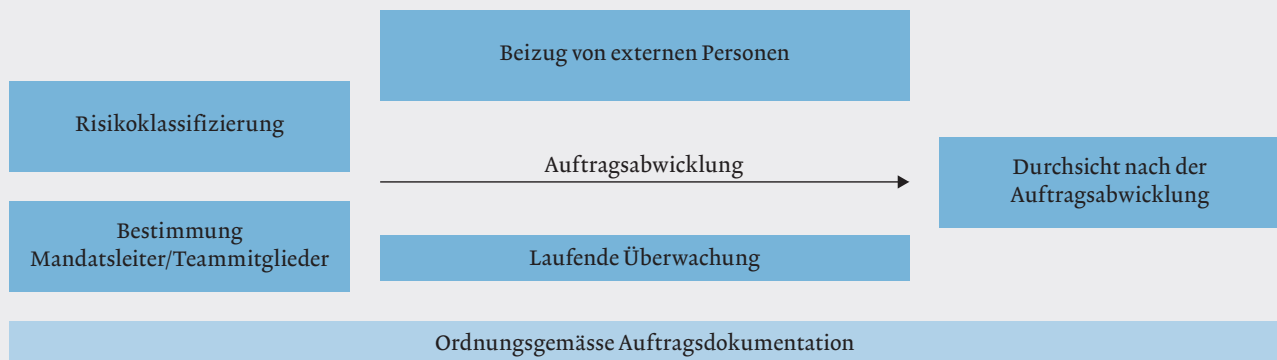 Beizug von externen Personen
Risikoklassifizierung
Auftragsabwicklung
Durchsicht nach der
Auftragsabwicklung
Bestimmung
Mandatsleiter/Teammitglieder
Laufende Überwachung
Ordnungsgemässe Auftragsdokumentation